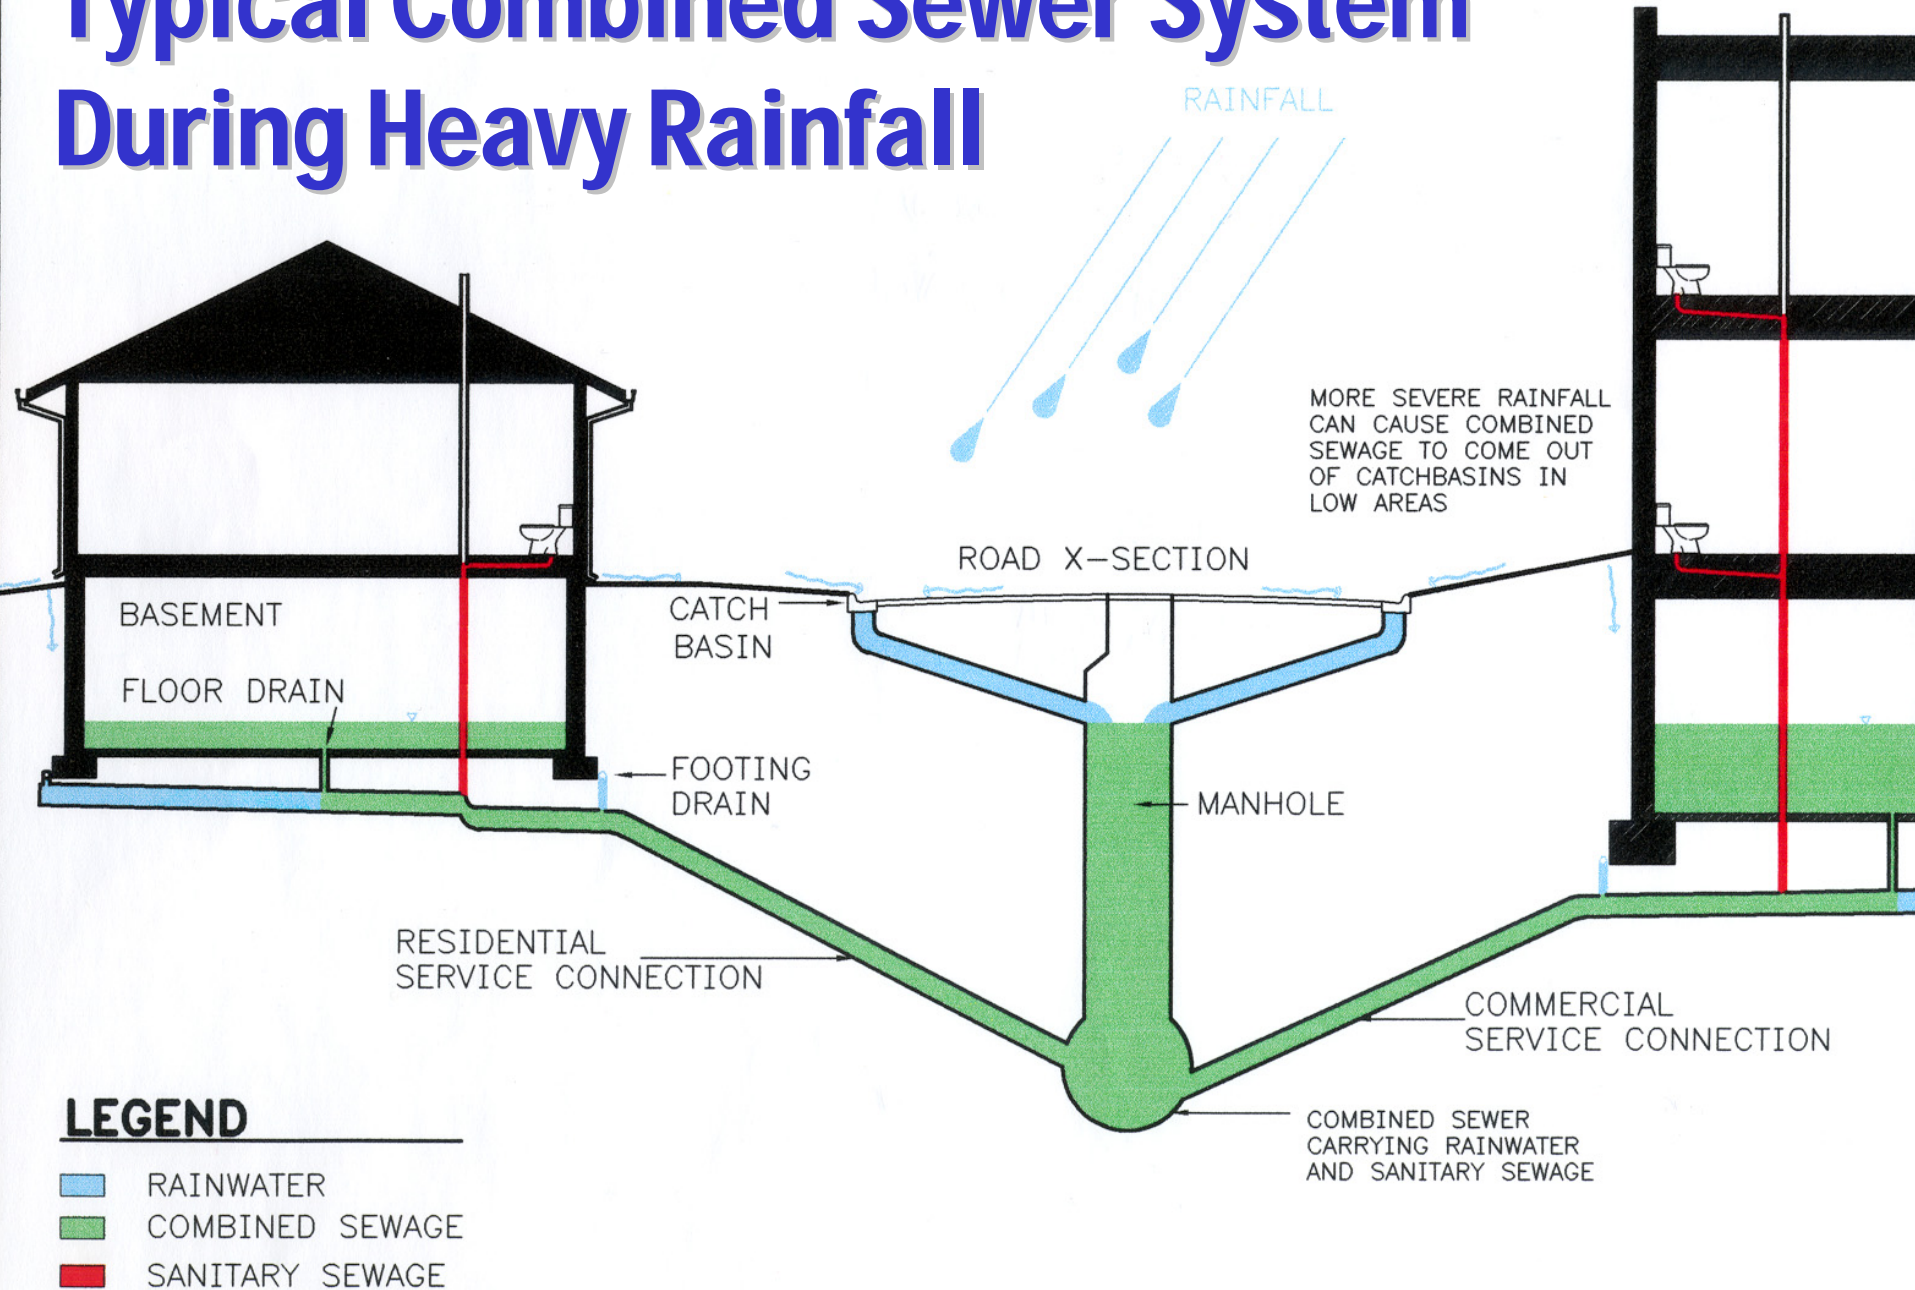 Typical Combined Sewer System
During Heavy Rainfall
RAINFALL
MORE SEVERE RAINFALL
CAN CAUSE COMBINED
SEWAGE TO COME OUT
OF CATCHBASINS IN
LOW AREAS
ROAD X-SECTION
CATCH
BASIN
BASEMENT
FLOOR DRAIN
FOOTING
DRAIN
MANHOLE
RESIDENTIAL
SERVICE CONNECTION
COMMERCIAL
SERVICE CONNECTION
COMBINED SEWER
CARRYING RAINWATER
AND SANITARY SEWAGE
LEGEND
RAINWATER
COMBINED SEWAGE
SANITARY SEWAGE